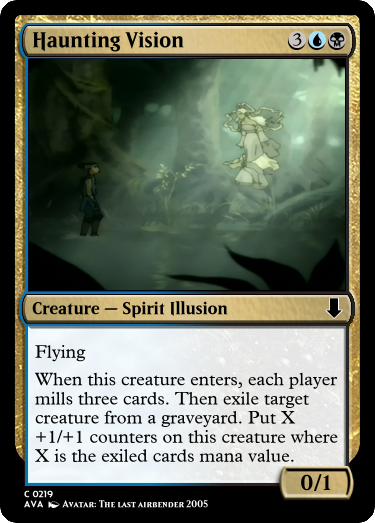 Haunting Vision 3
Creature — Spirit Illusion
Flying
When this creature enters, each player
mills three cards. Then exile target
creature from a graveyard. Put X
+1/+1 counters on this creature where
X is the exiled cards mana value.
0/1
C 0219
AVA Avatar: The last airbender 2005